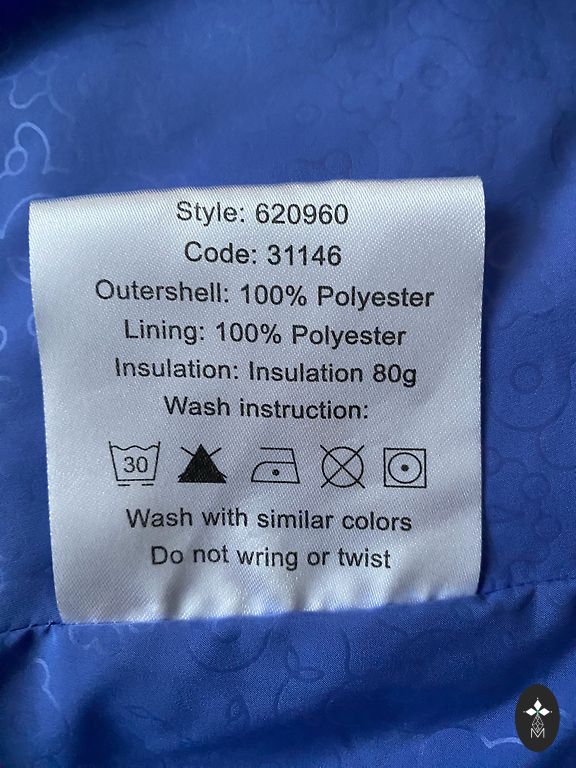 Style: 620960
Code: 31146
Outershell: 100% Polyester
Lining: 100% Polyester
Insulation: Insulation 80g
Wash instruction:
30
Wash with similar colors
Do not wring or twist
M